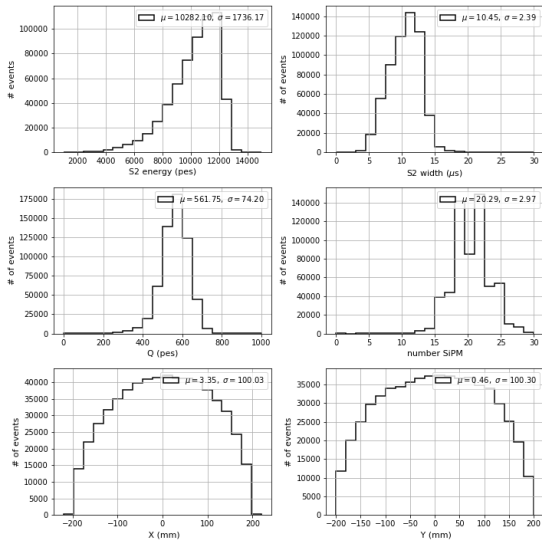 μ = 10282.10, σ = 1736.17
# of events
100000
80000
60000
40000
20000
0
2000 4000 6000 8000 10000 12000 14000
S2 energy (pes)
μ = 10.45, σ = 2.39
# of events
140000
120000
100000
80000
60000
40000
20000
0
0 5 10 15 20 25 30
S2 width (μs)
μ = 561.75, σ = 74.20
# of events
175000
150000
125000
100000
75000
50000
25000
0
0 200 400 600 800 1000
Q (pes)
μ = 20.29, σ = 2.97
# of events
140000
120000
100000
80000
60000
40000
20000
0
0 5 10 15 20 25 30
number SiPM
μ = 3.35, σ = 100.03
# of events
40000
35000
30000
25000
20000
15000
10000
5000
0
−200 −100 0 100 200
X (mm)
μ = 0.46, σ = 100.30
# of events
35000
30000
25000
20000
15000
10000
5000
0
−200 −150 −100 −50 0 50 100 150 200
Y (mm)